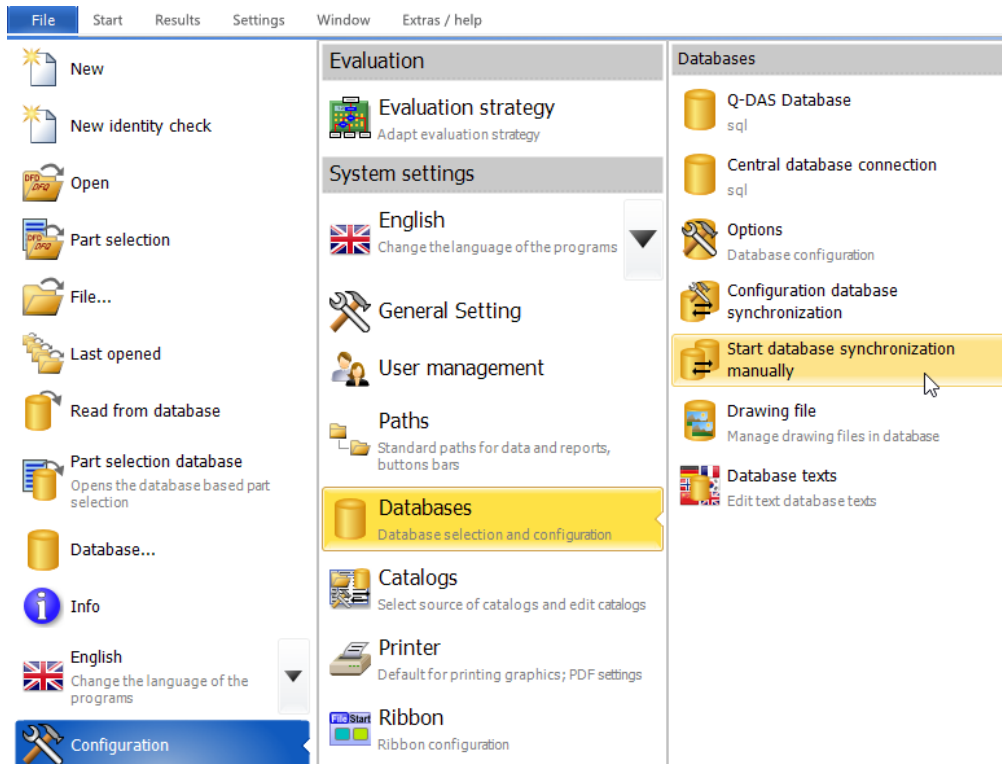 File Start Results Settings Window Extras / help
New
New identity check
Open
Part selection
File...
Last opened
Read from database
Part selection database
Opens the database based part
selection
Database...
Info
English
Change the language of the
programs
Configuration
Evaluation
Evaluation strategy
Adapt evaluation strategy
System settings
English
Change the language of the programs
General Setting
User management
Paths
Standard paths for data and reports,
buttons bars
Databases
Database selection and configuration
Catalogs
Select source of catalogs and edit catalogs
Printer
Default for printing graphics; PDF settings
File Start
Ribbon
Ribbon configuration
Databases
Q-DAS Database
sql
Central database connection
sql
Options
Database configuration
Configuration database
synchronization
Start database synchronization
manually
Drawing file
Manage drawing files in database
Database texts
Edit text database texts